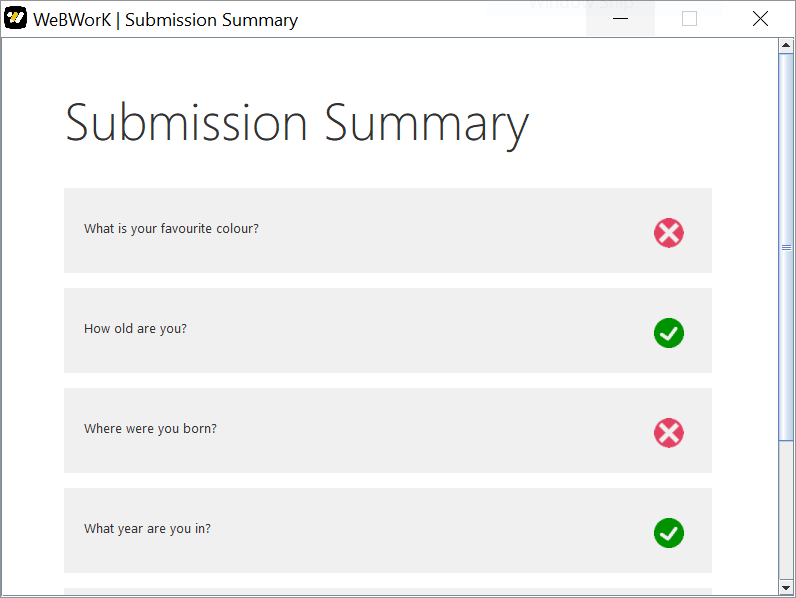 WeBWorK | Submission Summary
Submission Summary
What is your favourite colour?
How old are you?
Where were you born?
What year are you in?